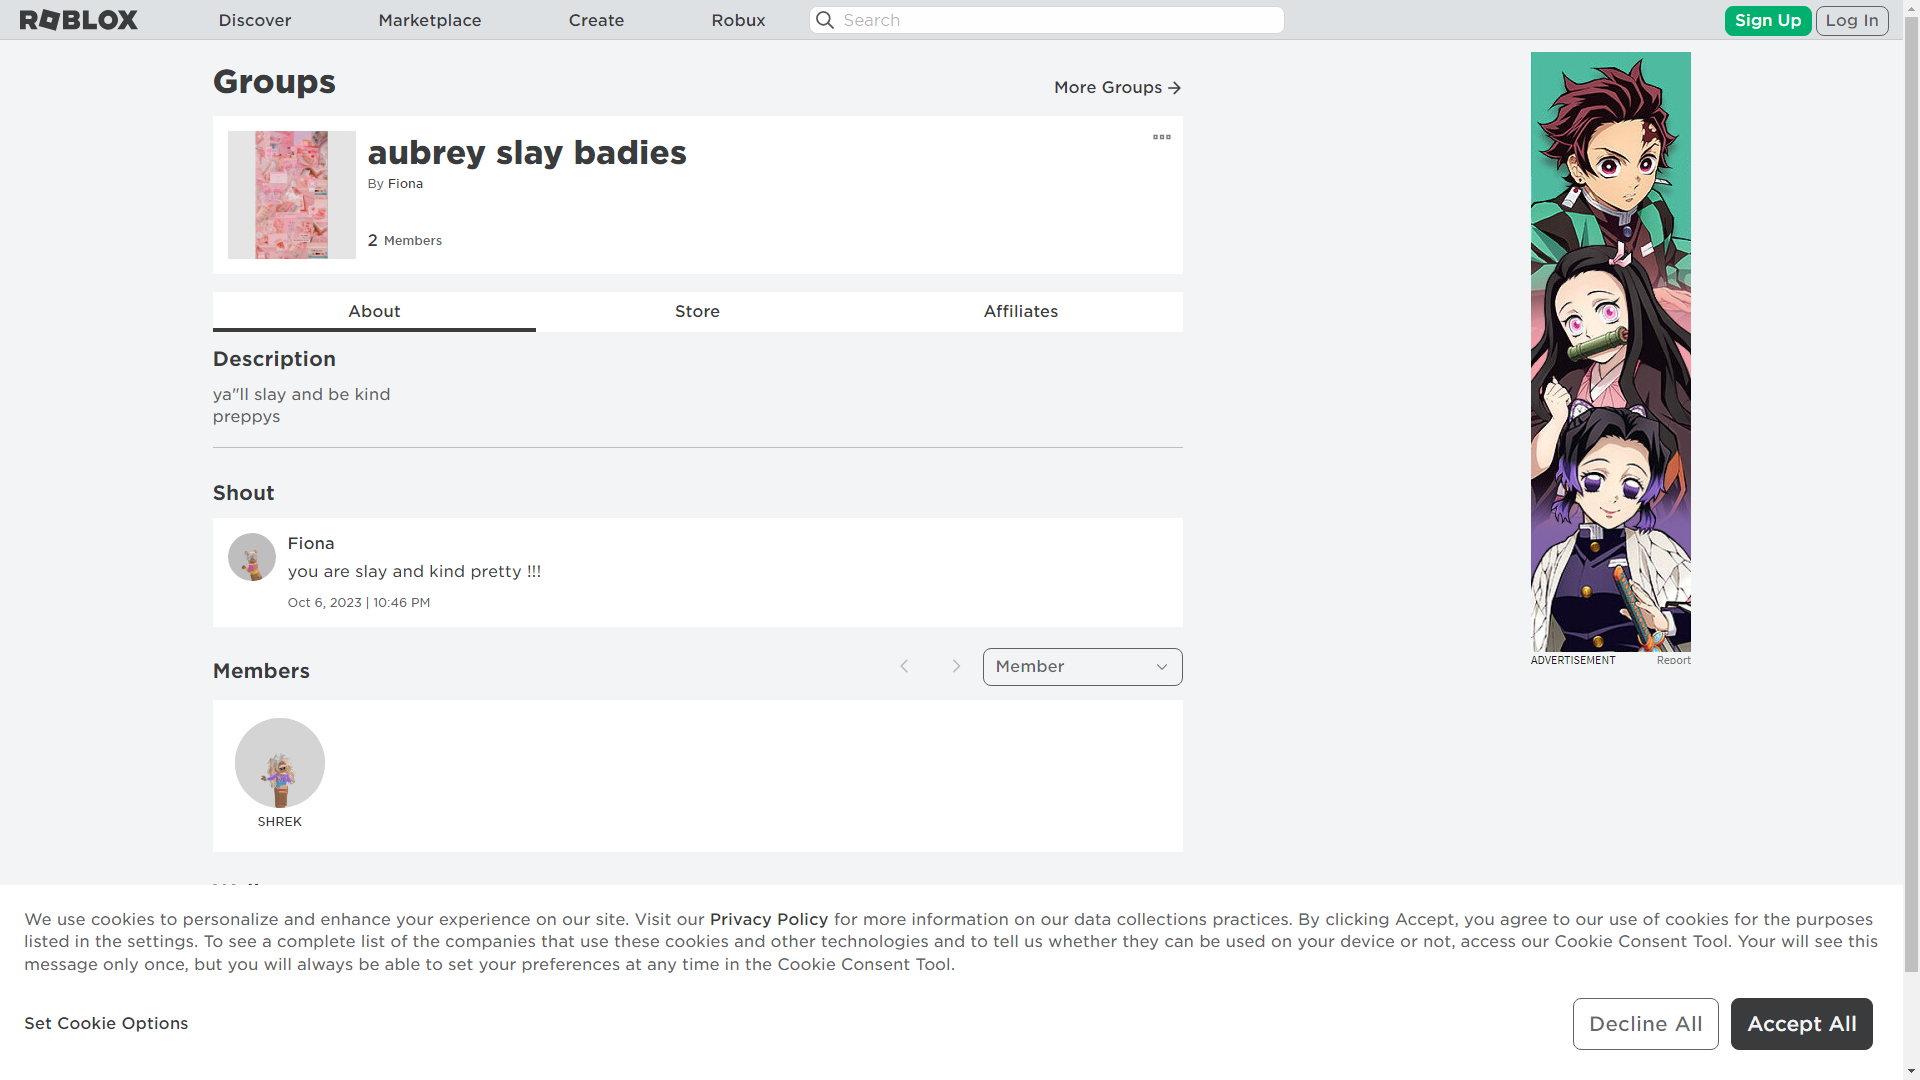 ROBLOX
Discover
Marketplace
Create
Robux
Search
Sign Up
Log In
Groups
More Groups
aubrey slay badies
By Fiona
2 Members
About
Store
Affiliates
Description
ya"ll slay and be kind
preppys
Shout
Fiona
you are slay and kind pretty !!!
Oct 6, 2023 | 10:46 PM
Members
Member
SHREK
ADVERTISEMENT
Report
We use cookies to personalize and enhance your experience on our site. Visit our Privacy Policy for more information on our data collections practices. By clicking Accept, you agree to our use of cookies for the purposes
listed in the settings. To see a complete list of the companies that use these cookies and other technologies and to tell us whether they can be used on your device or not, access our Cookie Consent Tool. Your will see this
message only once, but you will always be able to set your preferences at any time in the Cookie Consent Tool.
Set Cookie Options
Decline All
Accept All